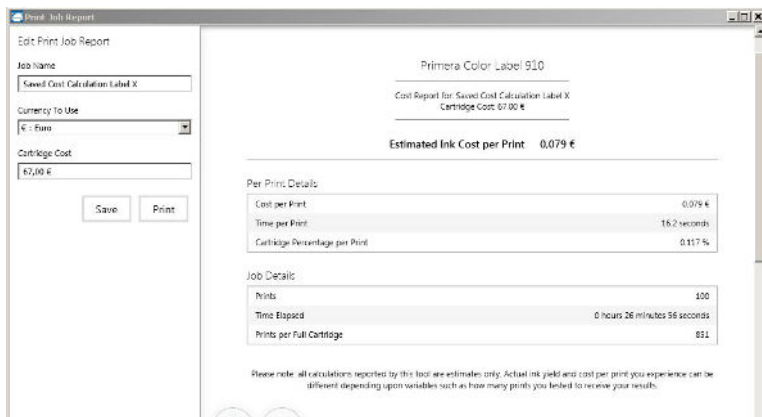 Print Job Report
Edit Print Job Report
Job Name
Saved Cost Calculation Label X
Currency To Use
€ : Euro
Cartridge Cost
67,00 €
Save Print
Primera Color Label 910
Cost Report for: Saved Cost Calculation Label X
Cartridge Cost: 67.00 €
Estimated Ink Cost per Print 0,079 €
Per Print Details
Cost per Print 0,079 €
Time per Print 16.2 seconds
Cartridge Percentage per Print 0.117 %
Job Details
Prints 100
Time Elapsed 0 hours 26 minutes 56 seconds
Prints per Full Cartridge 851
Please note: all calculations reported by this tool are estimates only. Actual ink yield and cost per print you experience can be
different depending upon variables such as how many prints you tested to receive your results.